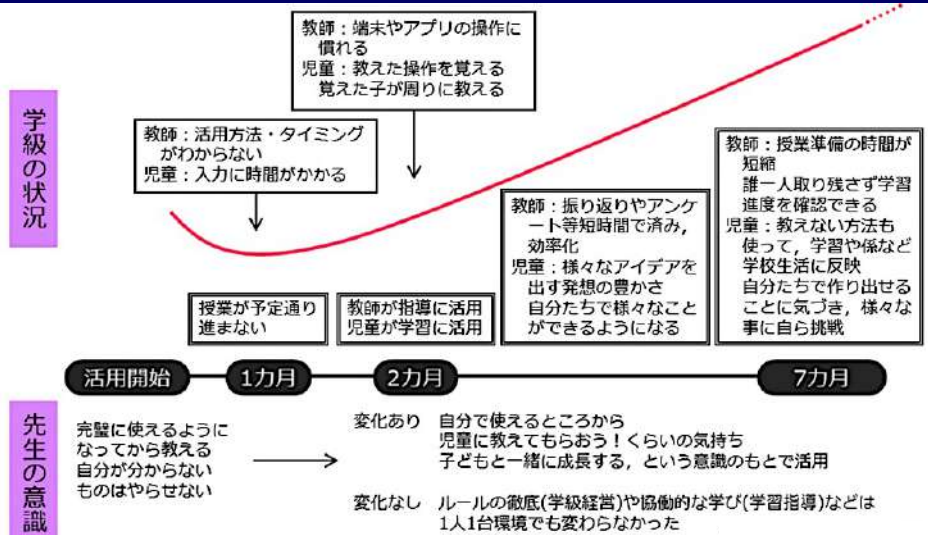 学級の状況
教師：端末やアプリの操作に
慣れる
児童：教えた操作を覚える
覚えた子が周りに教える
教師：活用方法・タイミング
がわからない
児童：入力に時間がかかる
授業が予定通り
進まない
教師が指導に活用
児童が学習に活用
教師：振り返りやアンケ
ート等短時間で済み，
効率化
児童：様々なアイデアを
出す発想の豊かさ
自分たちで様々なこと
ができるようになる
教師：授業準備の時間が
短縮
誰一人取り残さず学習
進度を確認できる
児童：教えない方法も
使って，学習や係など
学校生活に反映
自分たちで作り出せる
ことに気づき，様々な
事に自ら挑戦
活用開始
1カ月
2カ月
7カ月
先生の意識
完璧に使えるように
なってから教える
自分が分からない
ものはやらせない
変化あり 自分で使えるところから
児童に教えてもらおう！くらいの気持ち
子どもと一緒に成長する，という意識のもとで活用
変化なし ルールの徹底(学級経営)や協働的な学び(学習指導)などは
1人1台環境でも変わらなかった